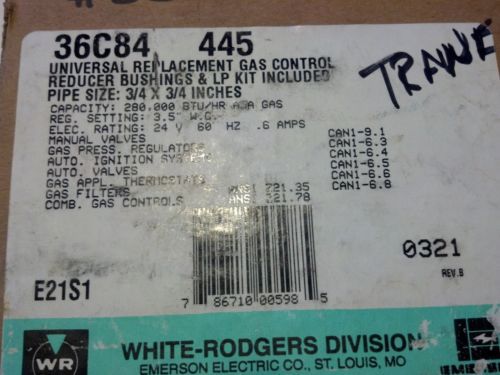 36C84 445
TRANE
UNIVERSAL REPLACEMENT GAS CONTROL
REDUCER BUSHINGS & LP KIT INCLUDED
PIPE SIZE: 3/4 X 3/4 INCHES
CAPACITY: 280,000 BTU/HR AGA GAS
REG. SETTING: 3.5" W.C.
ELEC. RATING: 24 V 60 HZ .6 AMPS
MANUAL VALVES CAN1-9.1
GAS PRESS. REGULATORS CAN1-6.3
AUTO. IGNITION SYSTEMS CAN1-6.4
AUTO. VALVES CAN1-6.5
GAS APPL. THERMOSTATS CAN1-6.6
GAS FILTERS ANS Z21.35 CAN1-6.8
COMB. GAS CONTROLS ANS Z21.78
0321
REV. B
E21S1
7 86710 00598 5
WR
WHITE-RODGERS DIVISION
EMERSON ELECTRIC CO., ST. LOUIS, MO